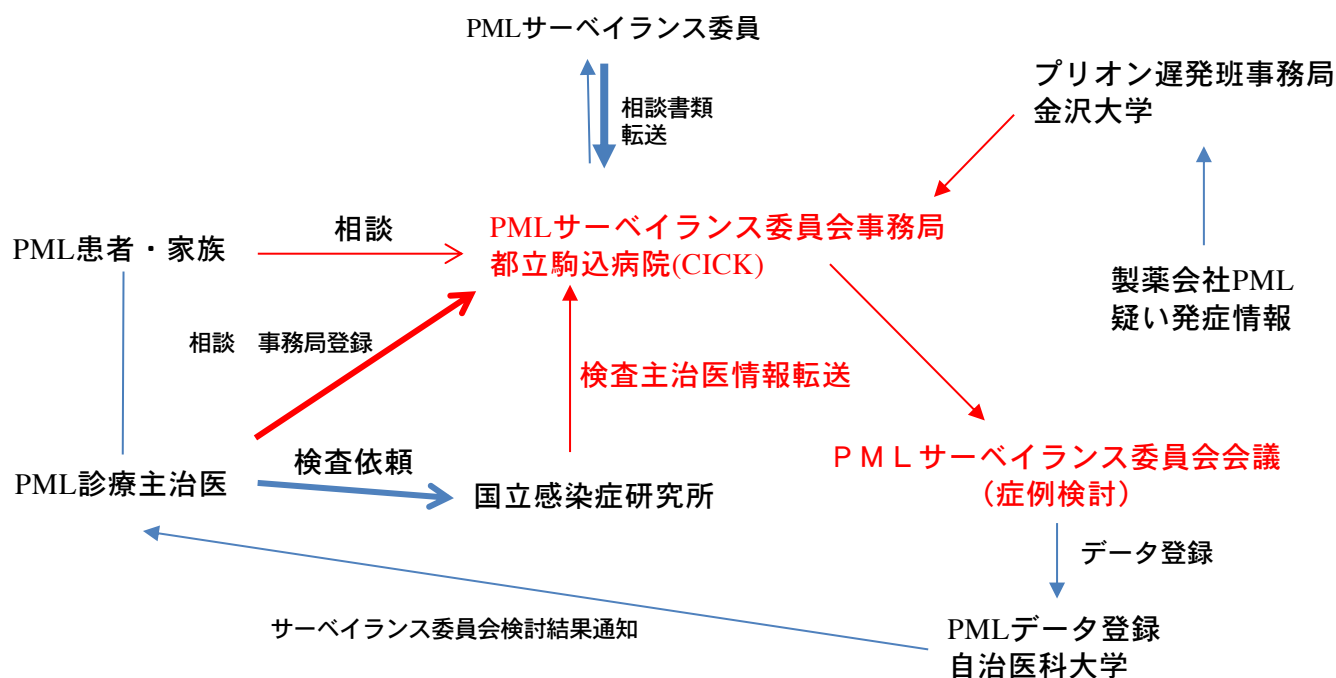 PMLサーベイランス委員
相談書類
転送
プリオン遅発班事務局
金沢大学
PML患者・家族
相談
PMLサーベイランス委員会事務局
都立駒込病院(CICK)
製薬会社PML
疑い発症情報
相談　事務局登録
検査主治医情報転送
PML診療主治医
検査依頼
国立感染症研究所
ＰＭＬサーベイランス委員会会議
（症例検討）
データ登録
サーベイランス委員会検討結果通知
PMLデータ登録
自治医科大学